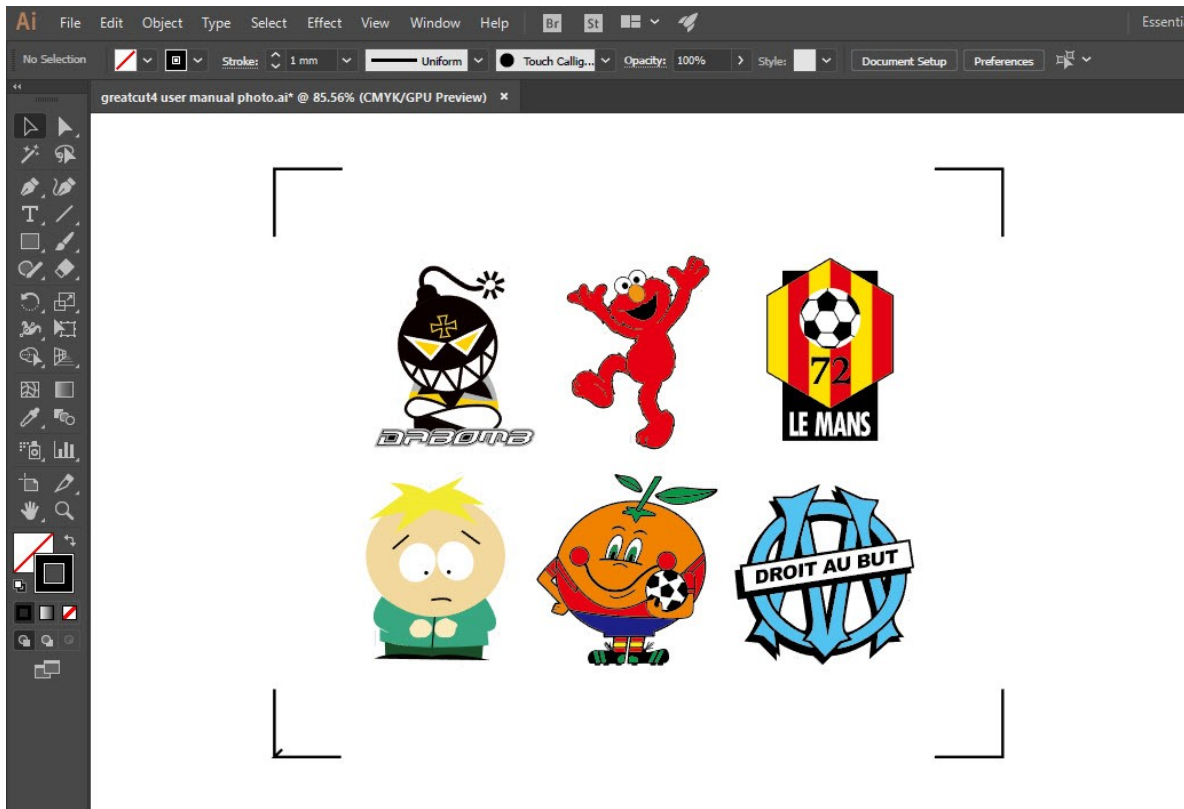 Ai File Edit Object Type Select Effect View Window Help Br St Essenti
No Selection Stroke: 1 mm Uniform Touch Callig... Opacity: 100% Style: Document Setup Preferences
greatcut4 user manual photo.ai* @ 85.56% (CMYK/GPU Preview) ×
72
LE MANS
DABOMB
DROIT AU BUT